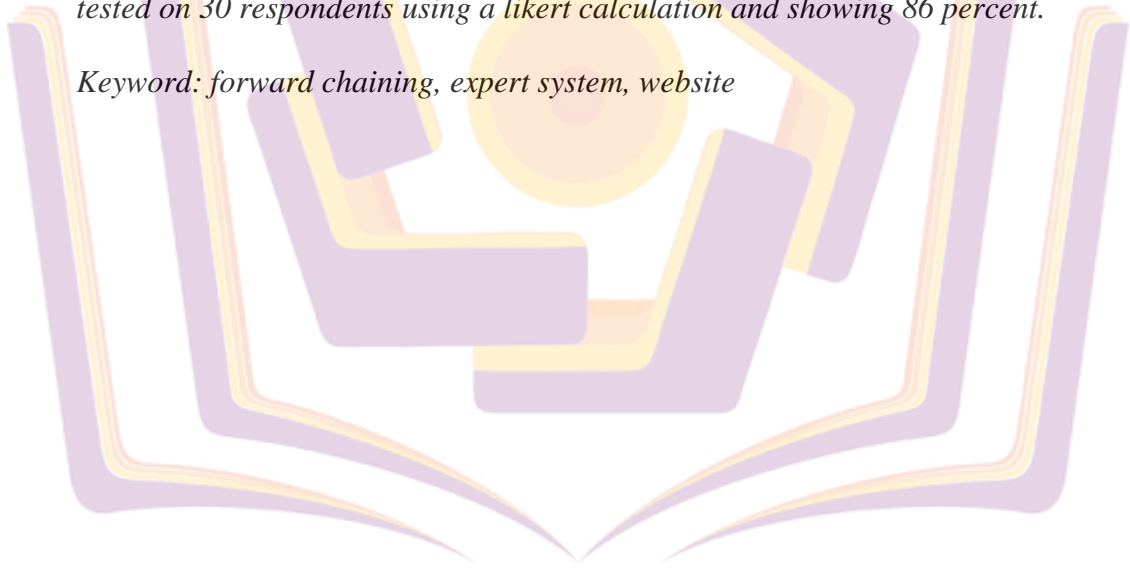 tested on 30 respondents using a likert calculation and showing 86 percent.
Keyword: forward chaining, expert system, website